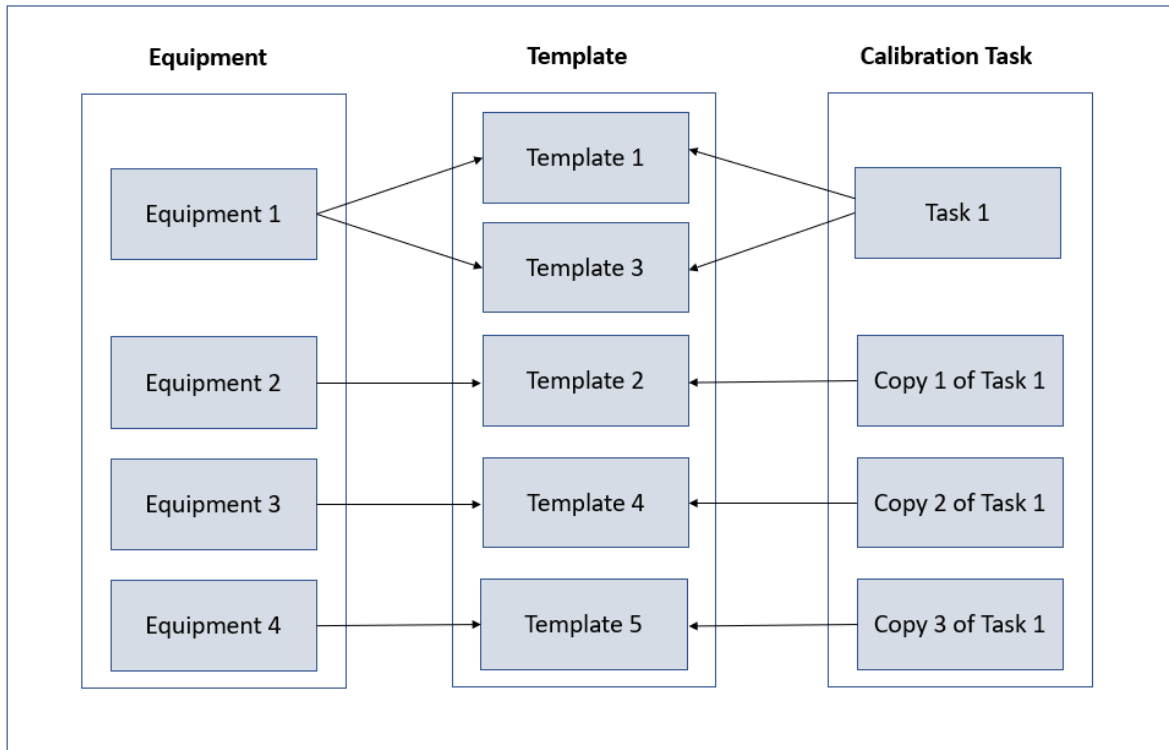 Equipment
Template
Calibration Task
Equipment 1
Template 1
Template 3
Task 1
Equipment 2
Template 2
Copy 1 of Task 1
Equipment 3
Template 4
Copy 2 of Task 1
Equipment 4
Template 5
Copy 3 of Task 1